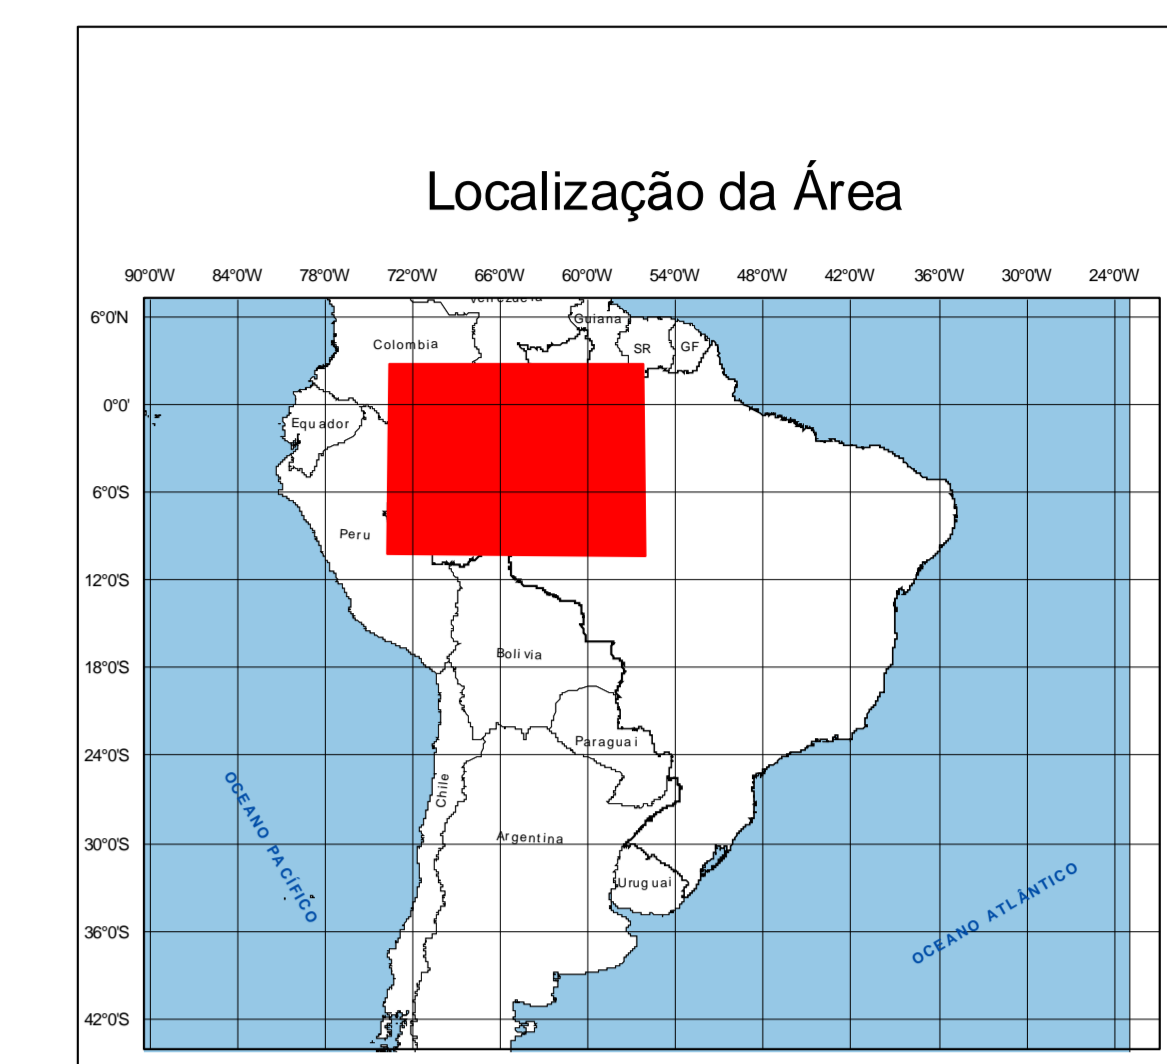 Localização da Área
90°0'W 84°0'W 78°0'W 72°0'W 66°0'W 60°0'W 54°0'W 48°0'W 42°0'W 36°0'W 30°0'W 24°0'W
6°0'N
Guiana
Colombia
SR
GF
0°0'
Equador
6°0'S
Peru
12°0'S
Bolivia
18°0'S
Paraguai
24°0'S
Chile
OCEANO PACÍFICO
Argentina
30°0'S
Uruguai
OCEANO ATLÂNTICO
36°0'S
42°0'S